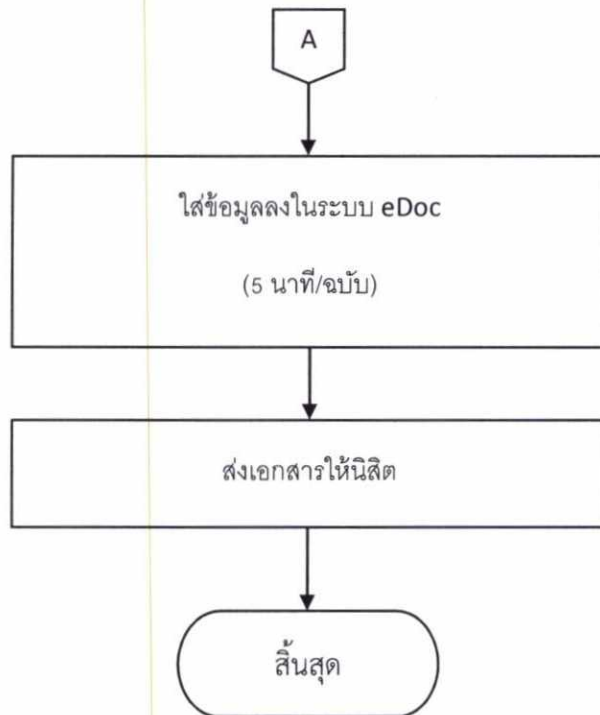 A
ใส่ข้อมูลลงในระบบ eDoc
(5 นาที/ฉบับ)
ส่งเอกสารให้นิสิต
สิ้นสุด